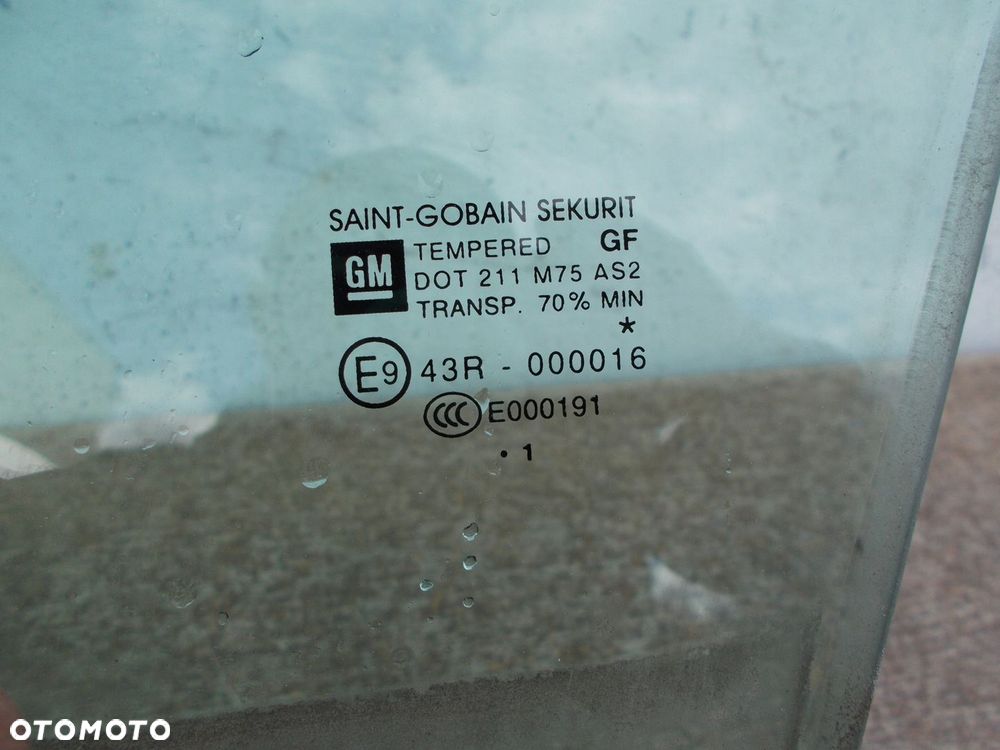 SAINT-GOBAIN SEKURIT
GM TEMPERED GF
DOT 211 M75 AS2
TRANSP. 70% MIN
*
E9 43R - 000016
CCC E000191
. 1
OTOMOTO